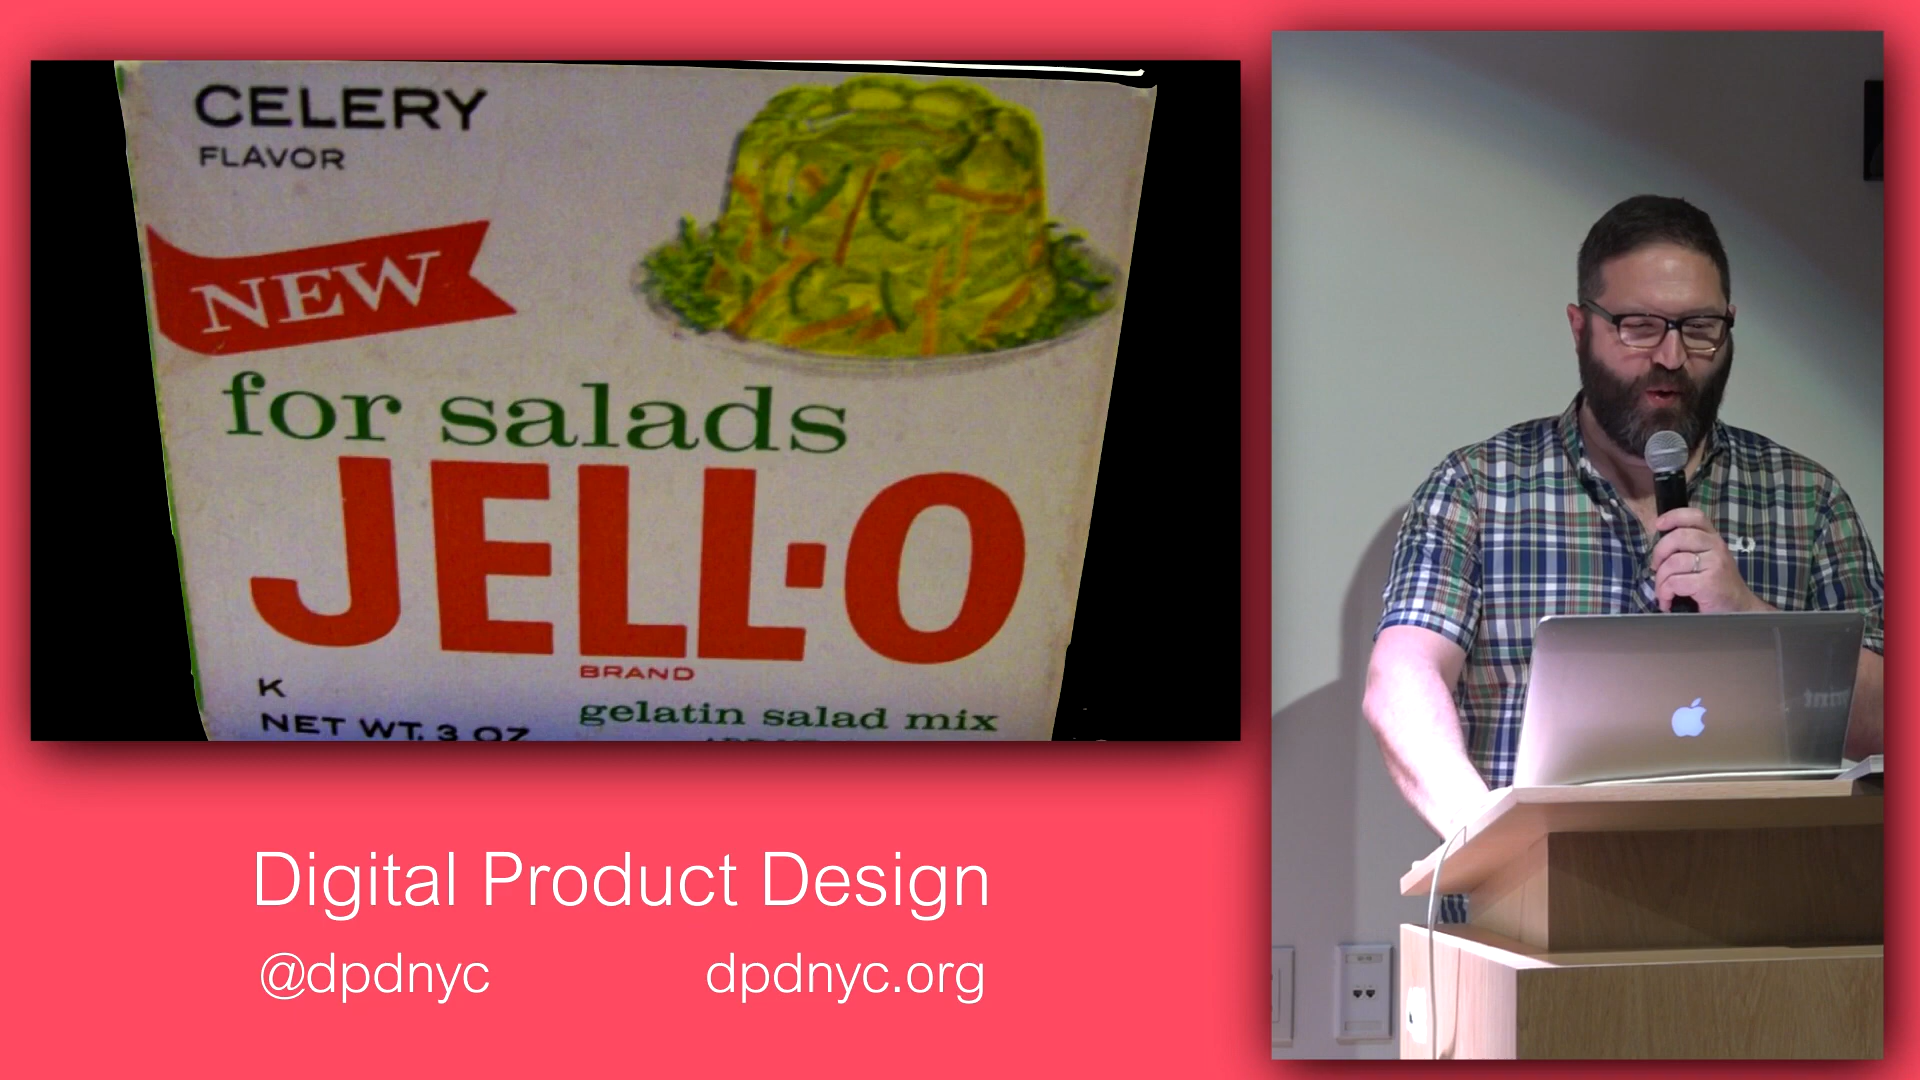 CELERY
FLAVOR
NEW
for salads
JELL-O
BRAND
K
NET WT. 3 OZ
gelatin salad mix
Digital Product Design
@dpdnyc
dpdnyc.org